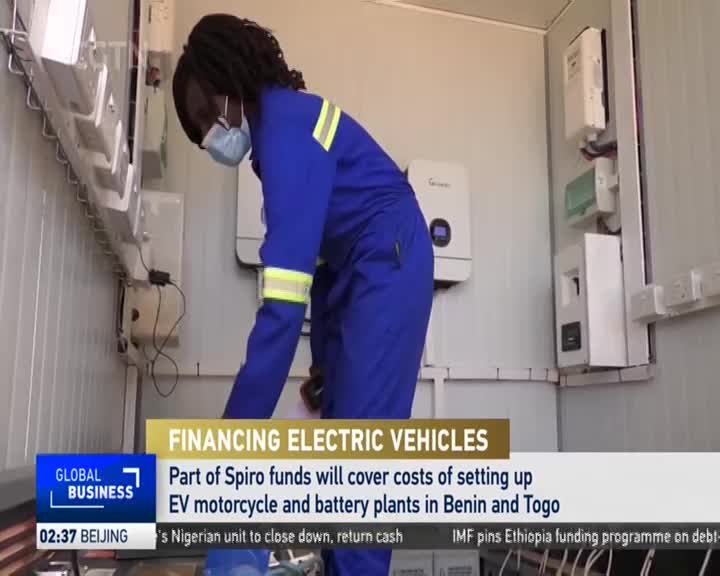 FINANCING ELECTRIC VEHICLES
Part of Spiro funds will cover costs of setting up
EV motorcycle and battery plants in Benin and Togo
GLOBAL
BUSINESS
02:37 BEIJING
's Nigerian unit to close down, return cash
IMF pins Ethiopia funding programme on debt-